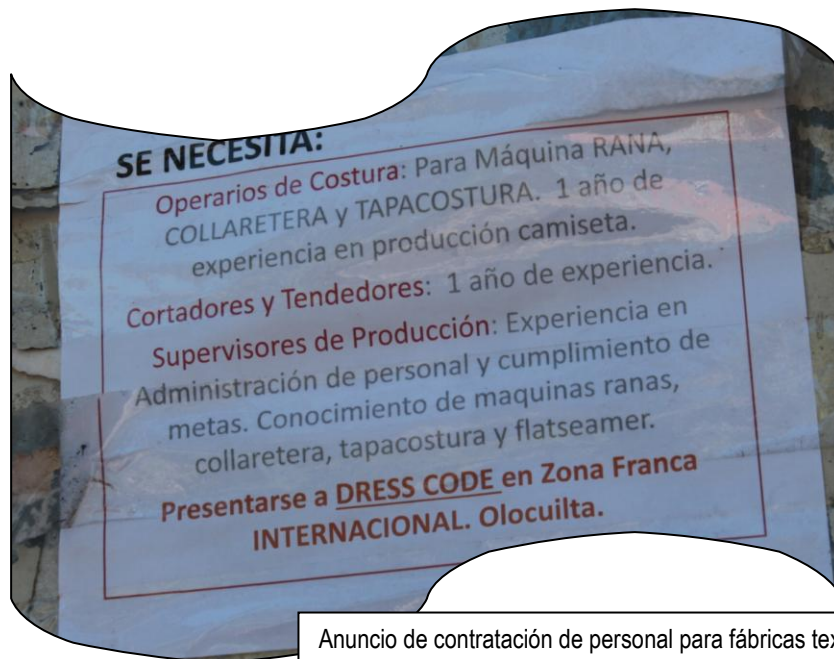 SE NECESITA:
Operarios de Costura: Para Máquina RANA,
COLLARETERA y TAPACOSTURA. 1 año de
experiencia en producción camiseta.
Cortadores y Tendedores: 1 año de experiencia.
Supervisores de Producción: Experiencia en
Administración de personal y cumplimiento de
metas. Conocimiento de maquinas ranas,
collaretera, tapacostura y flatseamer.
Presentarse a DRESS CODE en Zona Franca
INTERNACIONAL. Olocuilta.
Anuncio de contratación de personal para fábricas